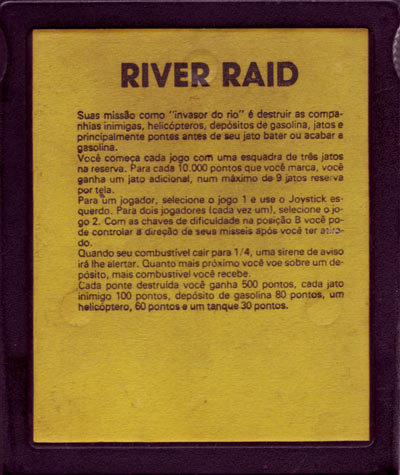 RIVER RAID
Suas missão como "invasor do rio" é destruir as compa-
nhias inimigas, helicópteros, depósitos de gasolina, jatos e
principalmente pontes antes de seu jato bater ou acabar a
gasolina.
Você começa cada jogo com uma esquadra de três jatos
na reserva. Para cada 10.000 pontos que você marca, você
ganha um jato adicional, num máximo de 9 jatos reserva
por tela.
Para um jogador, selecione o jogo 1 e use o Joystick es-
querdo. Para dois jogadores (cada vez um), selecione o jo-
go 2. Com as chaves de dificuldade na posição B você po-
de controlar a direção de seus misseis após você ter atira-
do.
Quando seu combustível cair para 1/4, uma sirene de aviso
irá lhe alertar. Quanto mais próximo você voe sobre um de-
pósito, mais combustível você recebe.
Cada ponte destruída você ganha 500 pontos, cada jato
inimigo 100 pontos, depósito de gasolina 80 pontos, um
helicóptero, 60 pontos e um tanque 30 pontos.